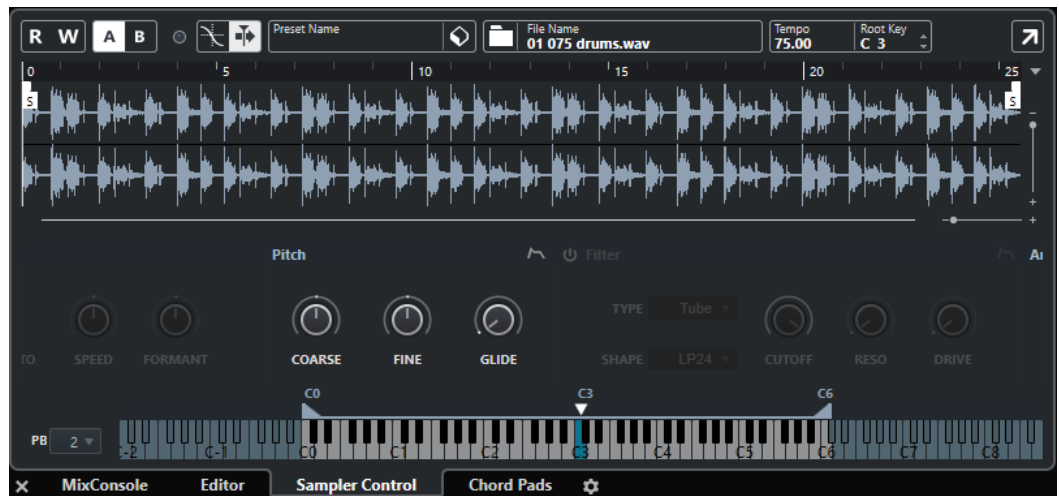 R W A B Preset Name File Name Tempo Root Key
01 075 drums.wav 75.00 C 3
0 5 10 15 20 25
S S
Pitch Filter
TYPE Tube
TO SPEED FORMANT COARSE FINE GLIDE SHAPE LP24 CUTOFF RESO DRIVE
C0 C3 C6
PB 2
-2 C-1 C0 C1 C2 C3 C4 C5 C6 C7 C8
MixConsole Editor Sampler Control Chord Pads